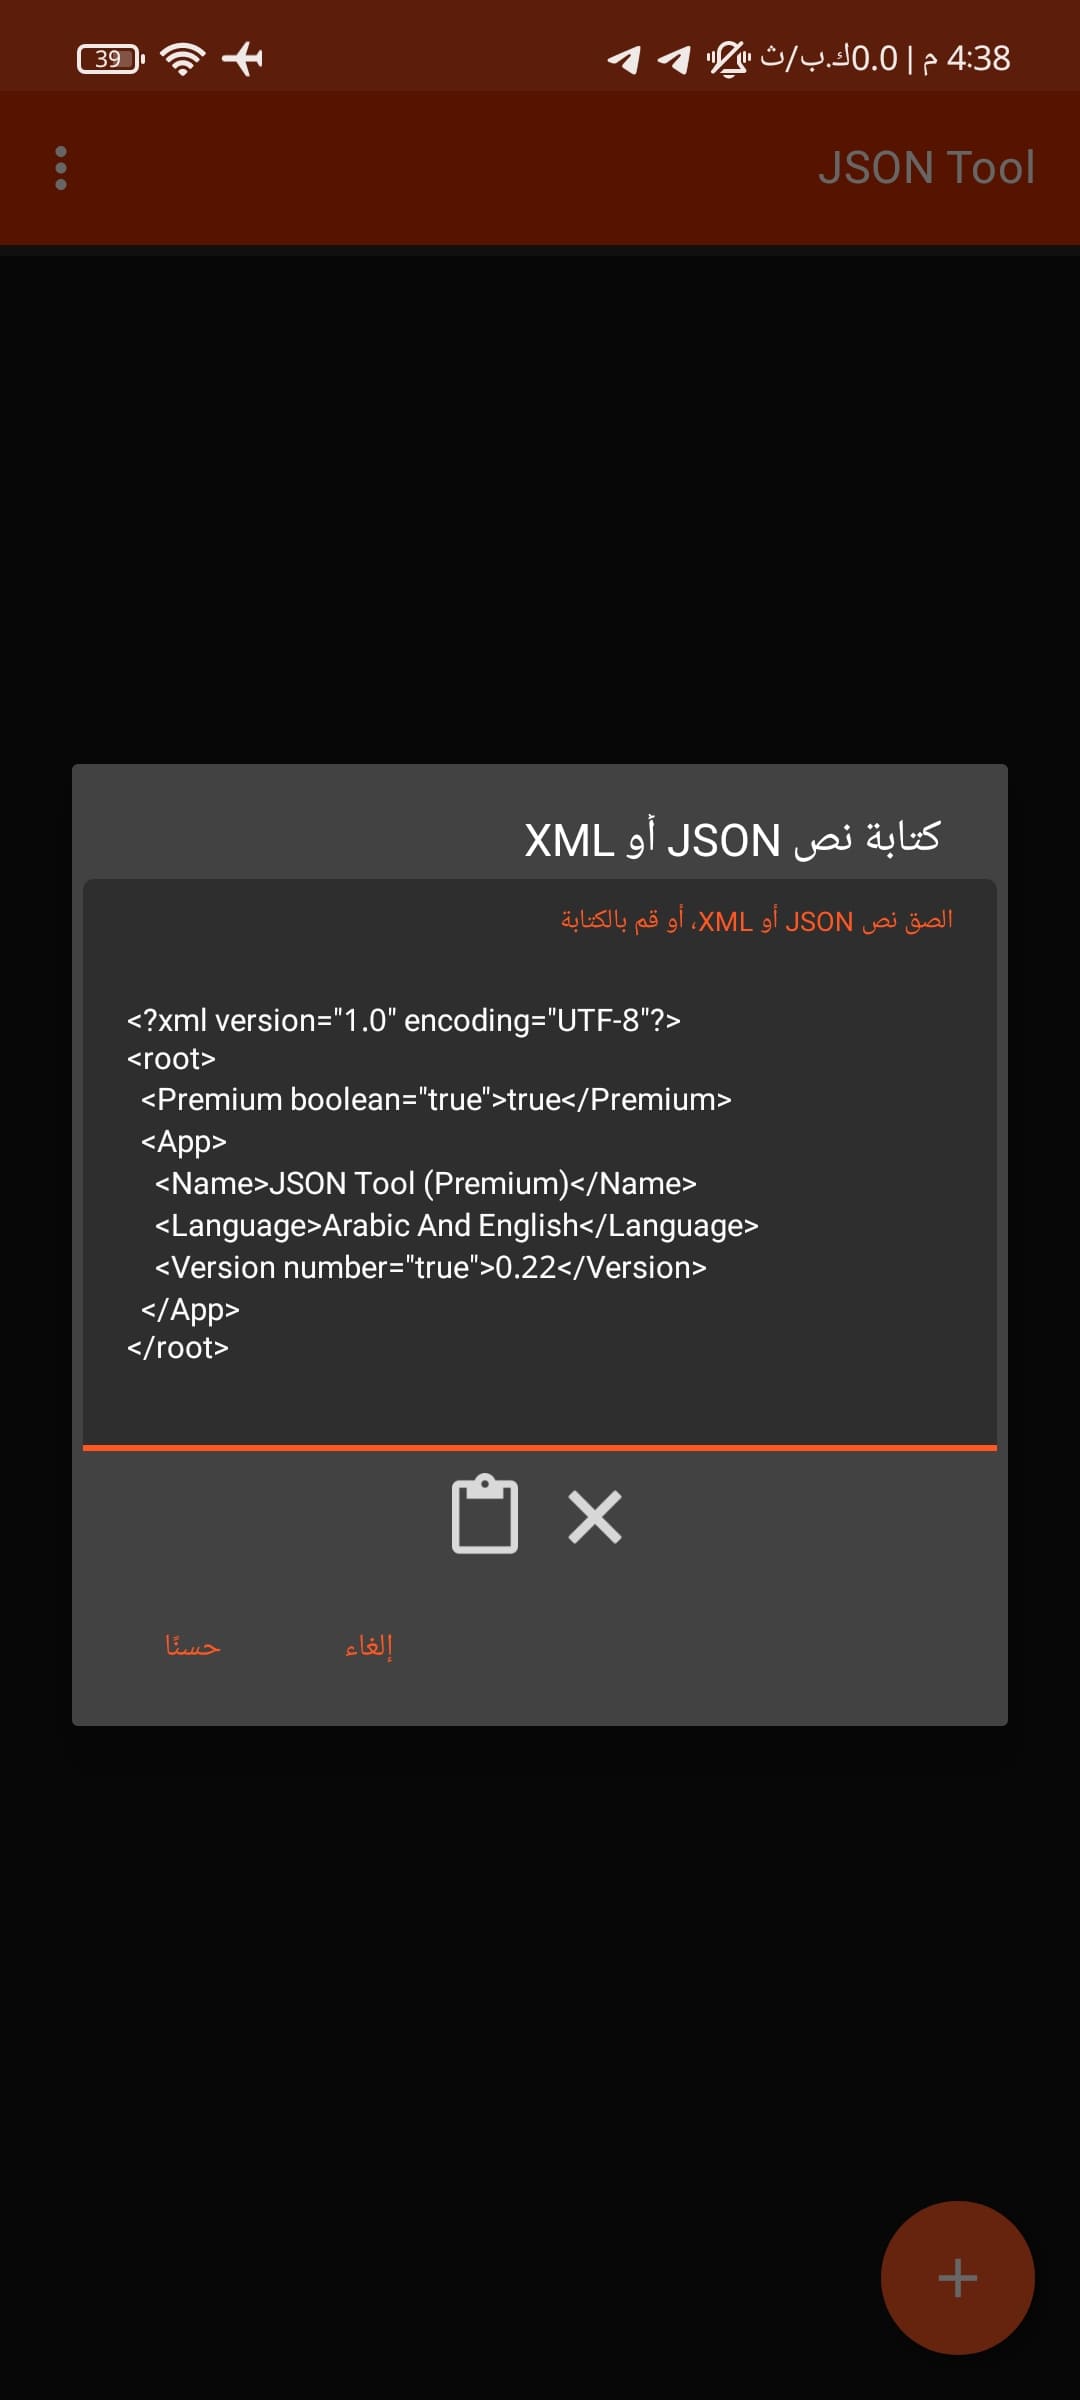 4:38 م | 0.0ك.ب/ث
39
JSON Tool
كتابة نص JSON أو XML
الصق نص JSON أو XML، أو قم بالكتابة
<?xml version="1.0" encoding="UTF-8"?>
<root>
<Premium boolean="true">true</Premium>
<App>
<Name>JSON Tool (Premium)</Name>
<Language>Arabic And English</Language>
<Version number="true">0.22</Version>
</App>
</root>
إلغاء
حسنًا